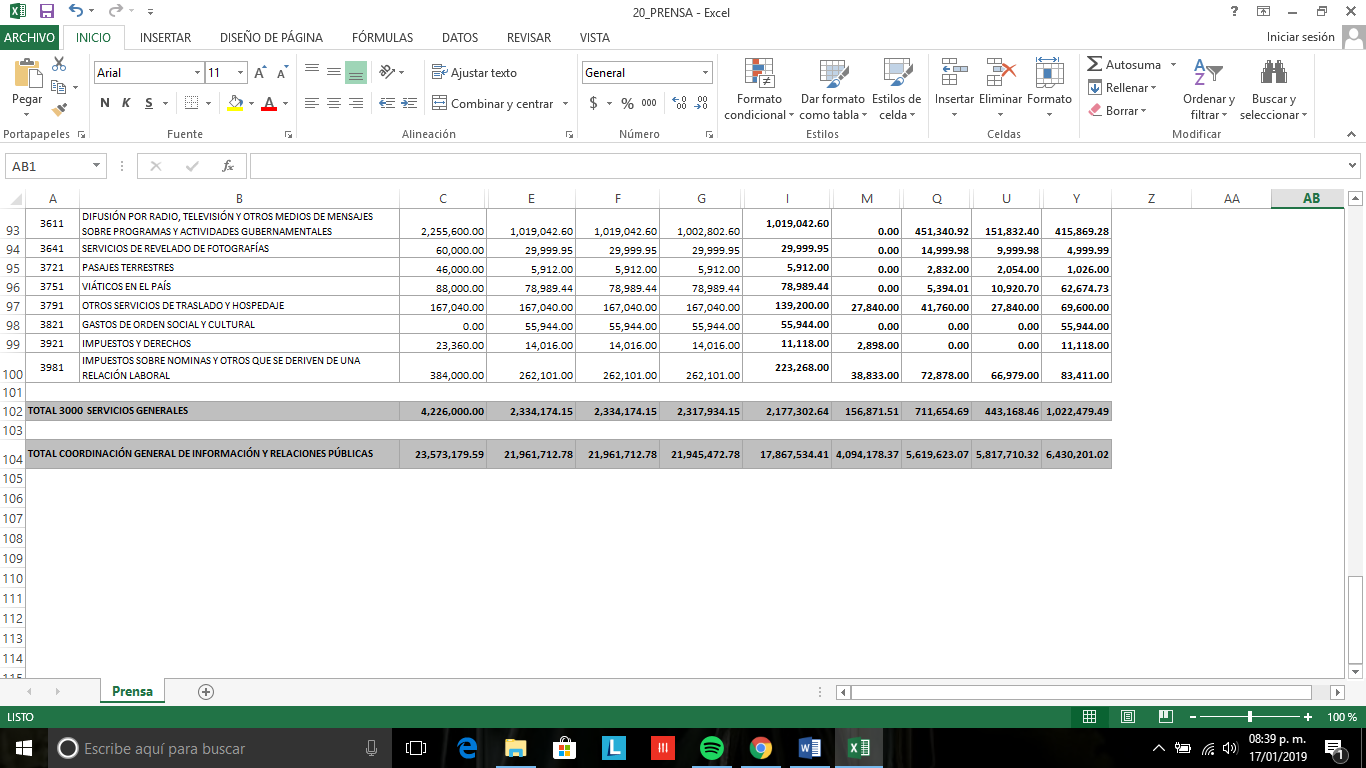 20_PRENSA - Excel
ARCHIVO INICIO INSERTAR DISEÑO DE PÁGINA FÓRMULAS DATOS REVISAR VISTA Iniciar sesión
Pegar
Portapapeles
Arial 11
N K S
Fuente
Ajustar texto
Combinar y centrar
Alineación
General
$ % 000
Número
Formato condicional
Dar formato como tabla
Estilos de celda
Estilos
Insertar Eliminar Formato
Celdas
Autosuma
Rellenar
Borrar
Ordenar y filtrar
Buscar y seleccionar
Modificar
AB1 fx
A B C E F G I M Q U Y Z AA AB
93 3611 DIFUSIÓN POR RADIO, TELEVISIÓN Y OTROS MEDIOS DE MENSAJES
SOBRE PROGRAMAS Y ACTIVIDADES GUBERNAMENTALES 2,255,600.00 1,019,042.60 1,019,042.60 1,002,802.60 1,019,042.60 0.00 451,340.92 151,832.40 415,869.28
94 3641 SERVICIOS DE REVELADO DE FOTOGRAFÍAS 60,000.00 29,999.95 29,999.95 29,999.95 29,999.95 0.00 14,999.98 9,999.98 4,999.99
95 3721 PASAJES TERRESTRES 46,000.00 5,912.00 5,912.00 5,912.00 5,912.00 0.00 2,832.00 2,054.00 1,026.00
96 3751 VIÁTICOS EN EL PAÍS 88,000.00 78,989.44 78,989.44 78,989.44 78,989.44 0.00 5,394.01 10,920.70 62,674.73
97 3791 OTROS SERVICIOS DE TRASLADO Y HOSPEDAJE 167,040.00 167,040.00 167,040.00 167,040.00 139,200.00 27,840.00 41,760.00 27,840.00 69,600.00
98 3821 GASTOS DE ORDEN SOCIAL Y CULTURAL 0.00 55,944.00 55,944.00 55,944.00 55,944.00 0.00 0.00 0.00 55,944.00
99 3921 IMPUESTOS Y DERECHOS 23,360.00 14,016.00 14,016.00 14,016.00 11,118.00 2,898.00 0.00 0.00 11,118.00
100 3981 IMPUESTOS SOBRE NOMINAS Y OTROS QUE SE DERIVEN DE UNA
RELACIÓN LABORAL 384,000.00 262,101.00 262,101.00 262,101.00 223,268.00 38,833.00 72,878.00 66,979.00 83,411.00
101
102 TOTAL 3000 SERVICIOS GENERALES 4,226,000.00 2,334,174.15 2,334,174.15 2,317,934.15 2,177,302.64 156,871.51 711,654.69 443,168.46 1,022,479.49
103
104 TOTAL COORDINACIÓN GENERAL DE INFORMACIÓN Y RELACIONES PÚBLICAS 23,573,179.59 21,961,712.78 21,961,712.78 21,945,472.78 17,867,534.41 4,094,178.37 5,619,623.07 5,817,710.32 6,430,201.02
105
106
107
108
109
110
111
112
113
114
115
Prensa
LISTO 100 %
Escribe aquí para buscar
08:39 p. m.
17/01/2019
1